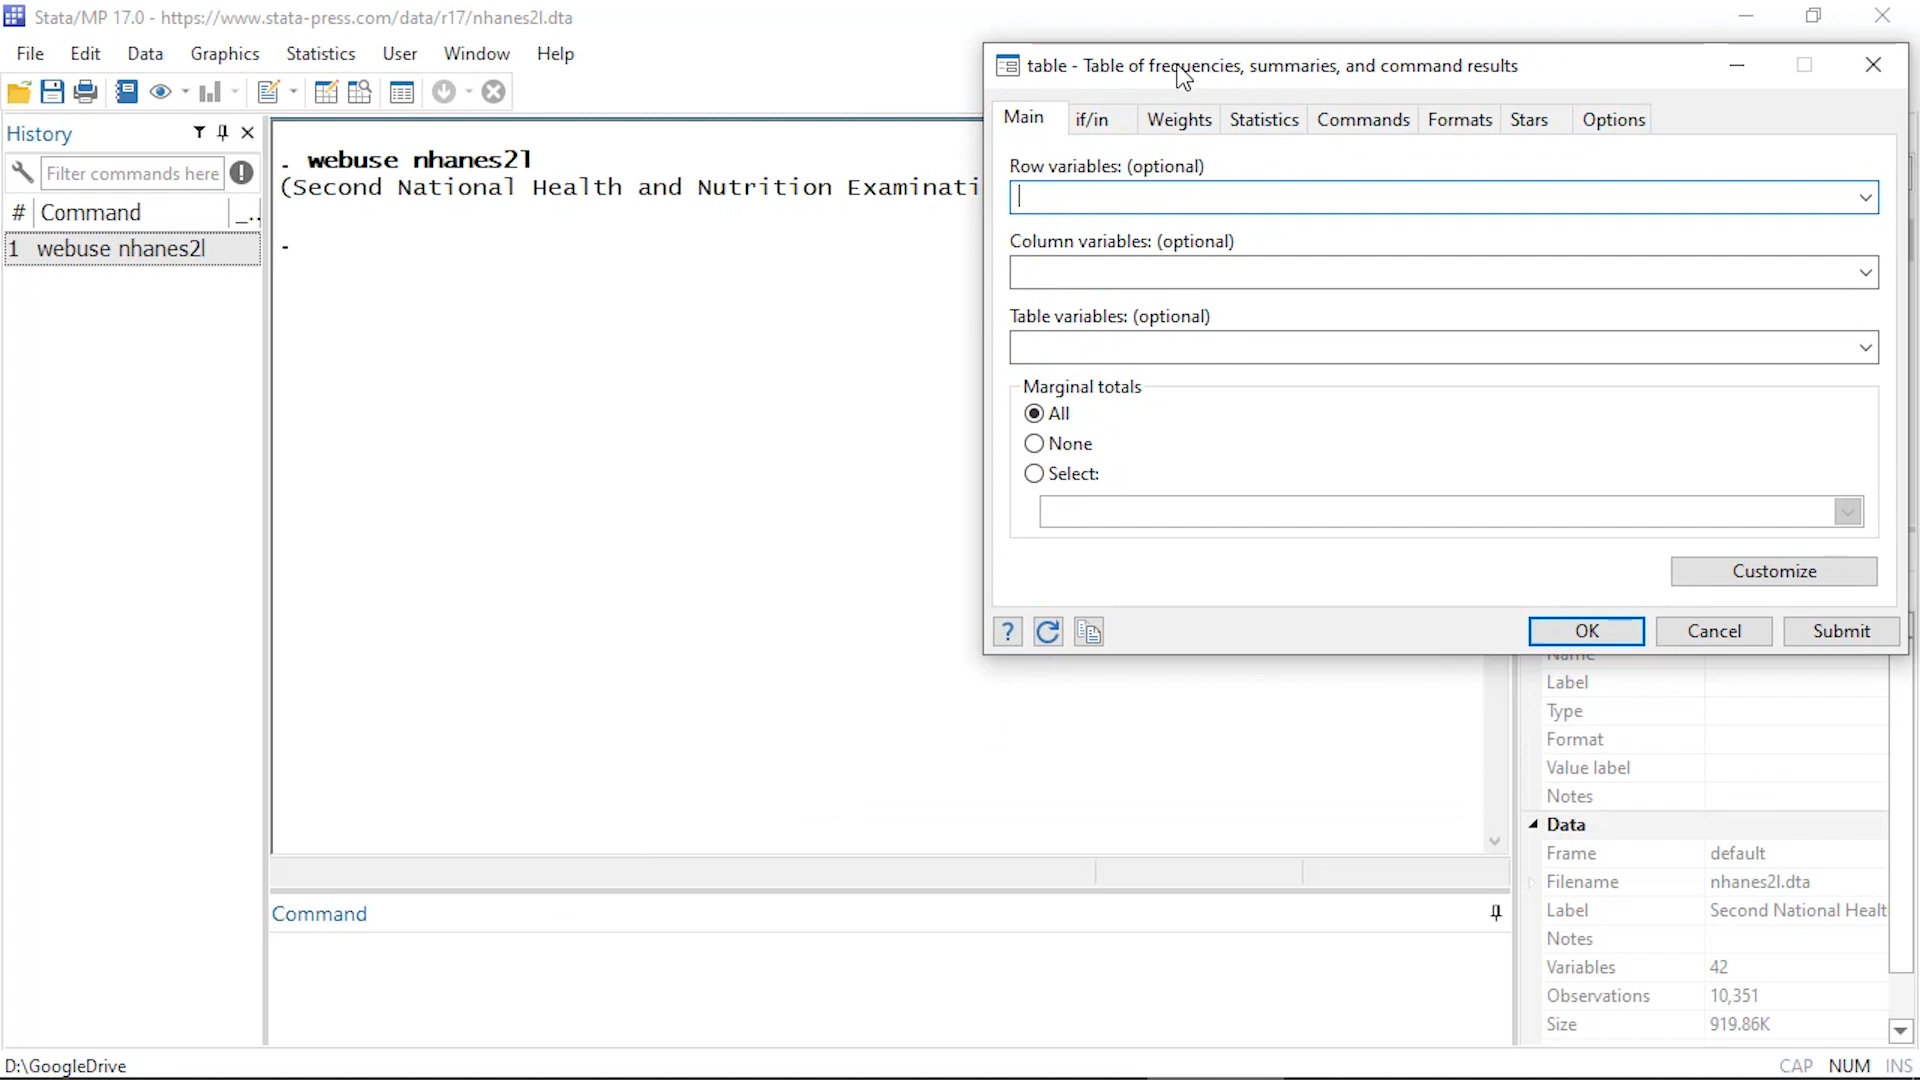 Stata/MP 17.0 - https://www.stata-press.com/data/r17/nhanes2l.dta
File Edit Data Graphics Statistics User Window Help
History
Filter commands here
# Command _..
1 webuse nhanes2l
. webuse nhanes2l
(Second National Health and Nutrition Examinati
.
table - Table of frequencies, summaries, and command results
Main if/in Weights Statistics Commands Formats Stars Options
Row variables: (optional)
Column variables: (optional)
Table variables: (optional)
Marginal totals
All
None
Select:
Customize
? OK Cancel Submit
Name
Label
Type
Format
Value label
Notes
Data
Frame default
Filename nhanes2l.dta
Label Second National Healt
Notes
Variables 42
Observations 10,351
Size 919.86K
Command
D:\GoogleDrive
CAP NUM INS